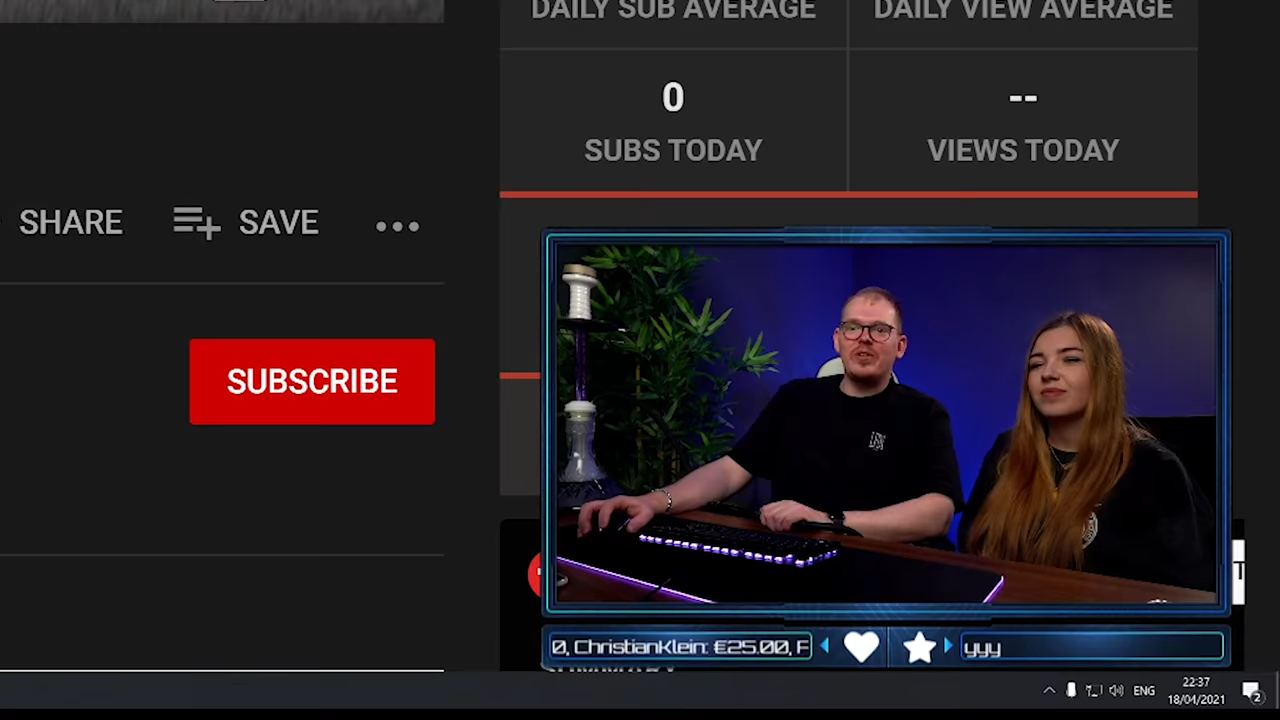 DAILY SUB AVERAGE
DAILY VIEW AVERAGE
0
SUBS TODAY
--
VIEWS TODAY
SHARE
SAVE
SUBSCRIBE
0, ChristianKlein: €25.00, F
yyy
ENG
22:37
18/04/2021
2